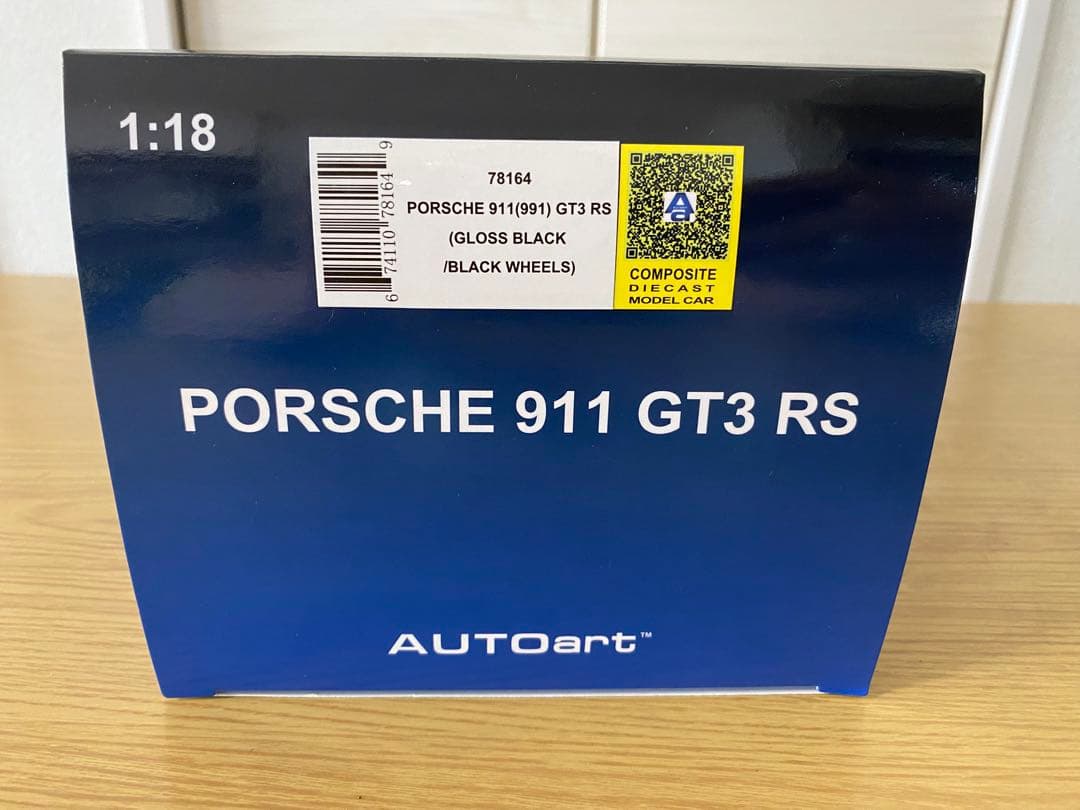 1:18
6 74110 78164 9
78164
PORSCHE 911(991) GT3 RS
(GLOSS BLACK
/BLACK WHEELS)
Aa
COMPOSITE
DIECAST
MODEL CAR
PORSCHE 911 GT3 RS
AUTOart™